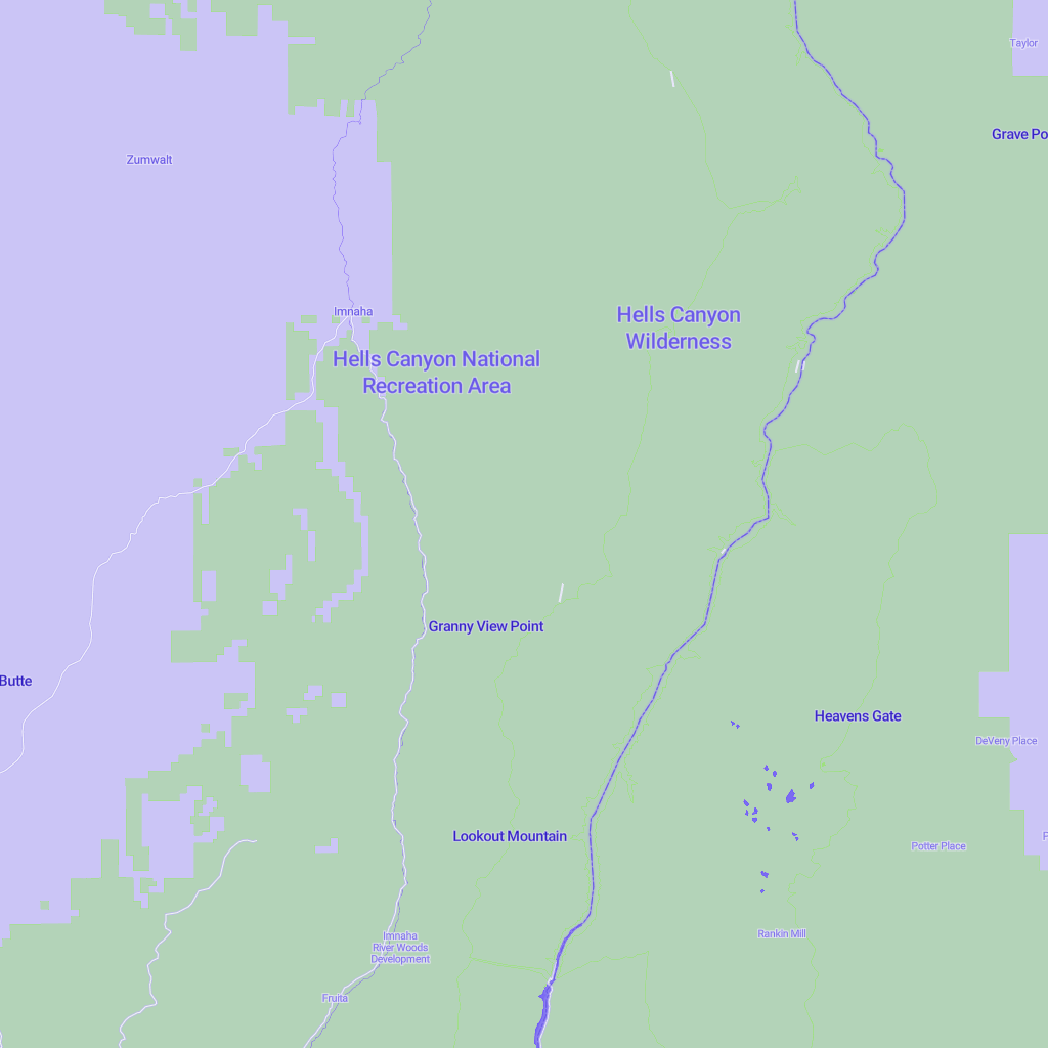 Taylor
Grave Po
Zumwalt
Imnaha
Hells Canyon
Wilderness
Hells Canyon National
Recreation Area
Granny View Point
Butte
Heavens Gate
DeVeny Place
Lookout Mountain
F
Potter Place
Rankin Mill
Imnaha
River Woods
Development
Fruita